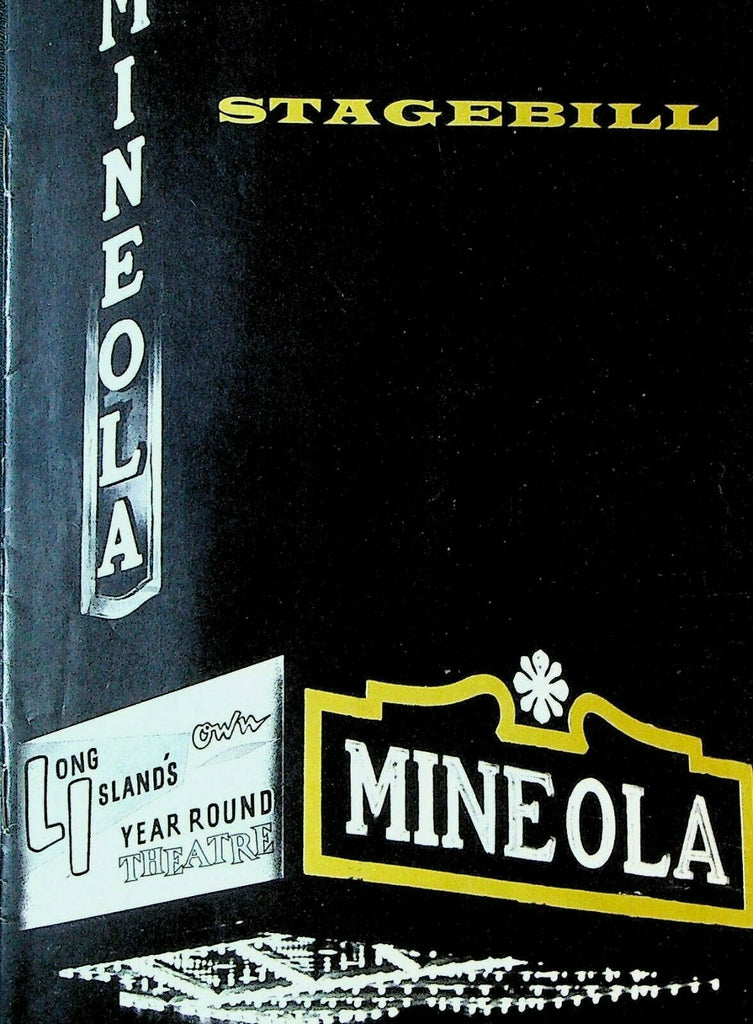 MINEOLA
STAGEBILL
own
LONG
ISLAND'S
YEAR ROUND
THEATRE
MINEOLA